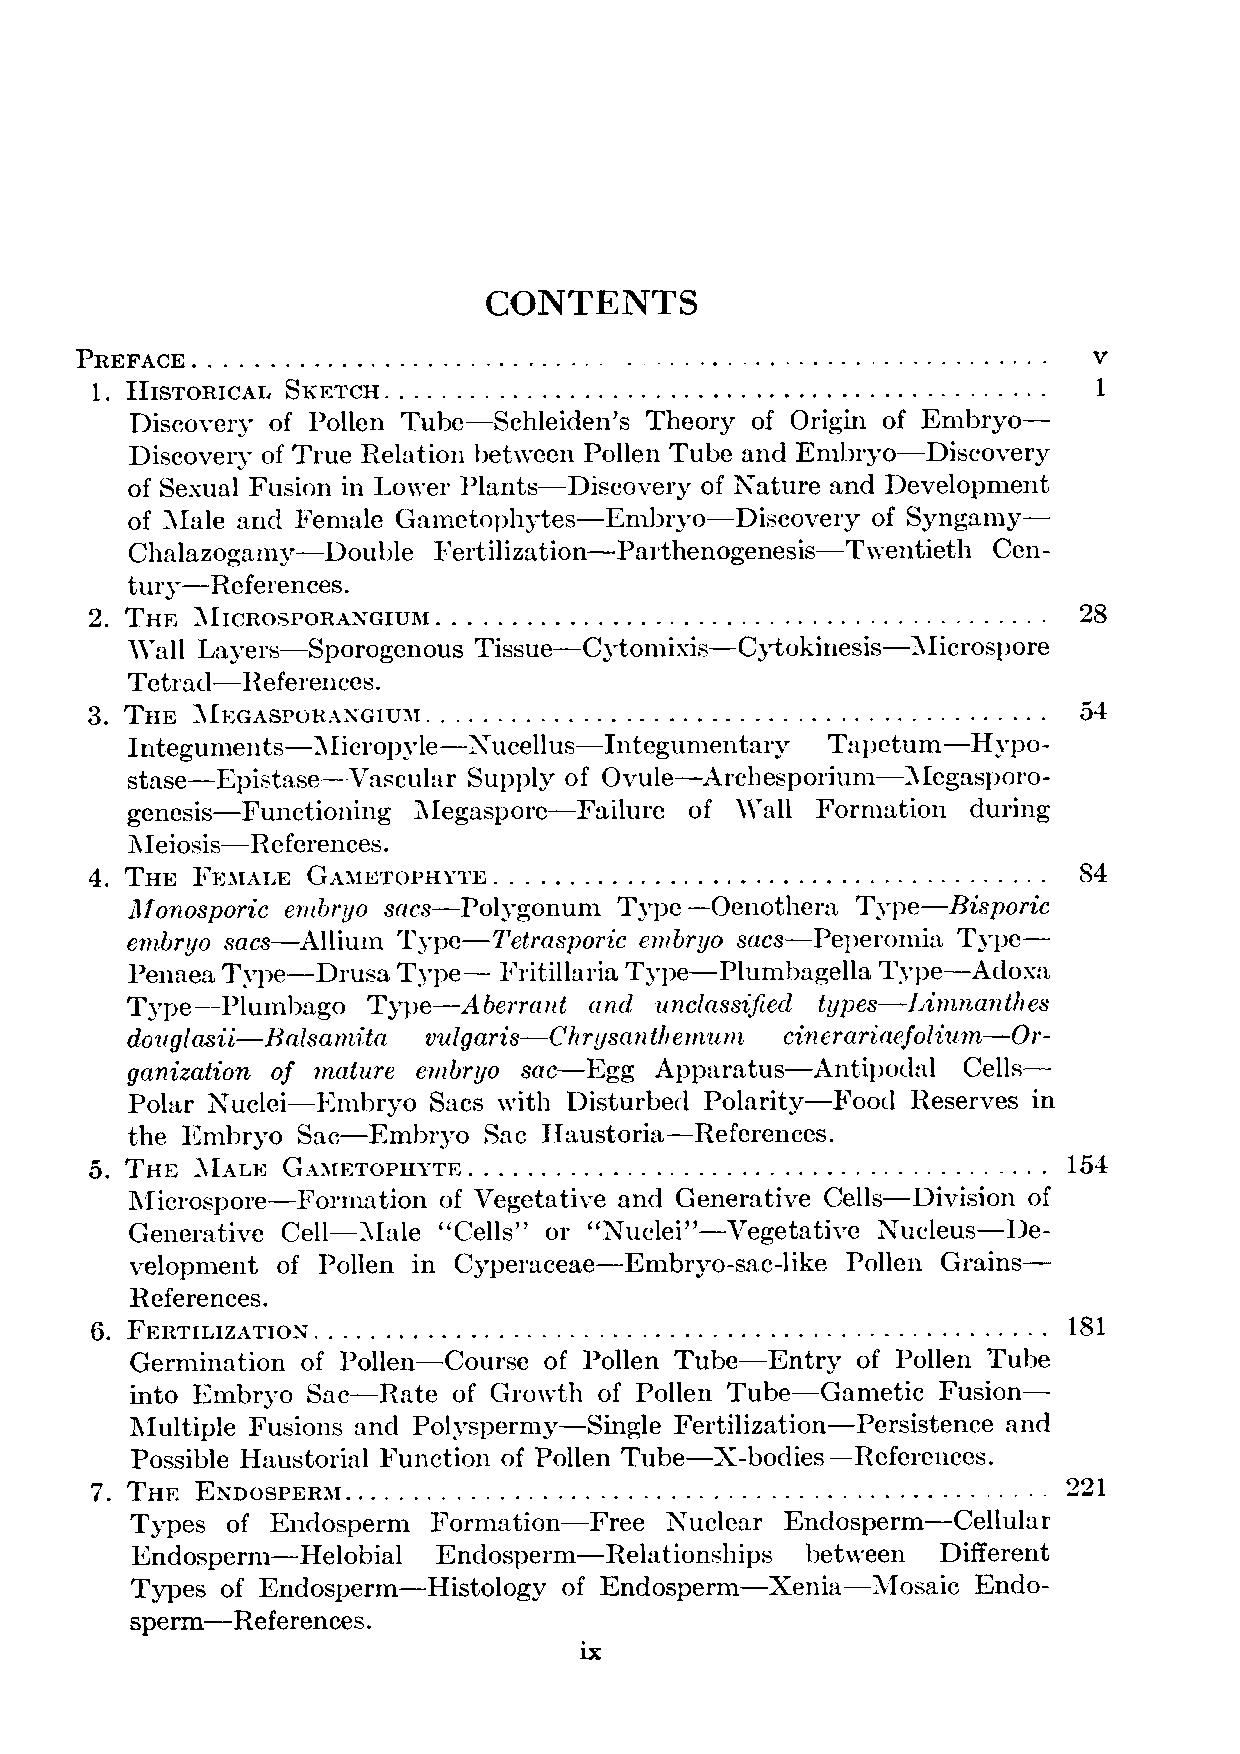 CONTENTS
PREFACE . . . . . . . . . . . . . . . . . . . . . . . . . . . . . . . . . . . . . . . . v
1. HISTORICAL SKETCH . . . . . . . . . . . . . . . . . . . . . . . . . . . . . . 1
Discovery of Pollen Tube—Schleiden's Theory of Origin of Embryo—
Discovery of True Relation between Pollen Tube and Embryo—Discovery
of Sexual Fusion in Lower Plants—Discovery of Nature and Development
of Male and Female Gametophytes—Embryo—Discovery of Syngamy—
Chalazogamy—Double Fertilization—Parthenogenesis—Twentieth Cen-
tury—References.
2. THE MICROSPORANGIUM . . . . . . . . . . . . . . . . . . . . . . . . . . . . 28
Wall Layers—Sporogenous Tissue—Cytomixis—Cytokinesis—Microspore
Tetrad—References.
3. THE MEGASPORANGIUM . . . . . . . . . . . . . . . . . . . . . . . . . . . . 54
Integuments—Micropyle—Nucellus—Integumentary Tapetum—Hypo-
stase—Epistase—Vascular Supply of Ovule—Archesporium—Megasporo-
genesis—Functioning Megaspore—Failure of Wall Formation during
Meiosis—References.
4. THE FEMALE GAMETOPHYTE . . . . . . . . . . . . . . . . . . . . . . . . . 84
Monosporic embryo sacs—Polygonum Type—Oenothera Type—Bisporic
embryo sacs—Allium Type—Tetrasporic embryo sacs—Peperomia Type—
Penaea Type—Drusa Type—Fritillaria Type—Plumbagella Type—Adoxa
Type—Plumbago Type—Aberrant and unclassified types—Limnanthes
douglasii—Balsamita vulgaris—Chrysanthemum cinerariaefolium—Or-
ganization of mature embryo sac—Egg Apparatus—Antipodal Cells—
Polar Nuclei—Embryo Sacs with Disturbed Polarity—Food Reserves in
the Embryo Sac—Embryo Sac Haustoria—References.
5. THE MALE GAMETOPHYTE . . . . . . . . . . . . . . . . . . . . . . . . . . 154
Microspore—Formation of Vegetative and Generative Cells—Division of
Generative Cell—Male "Cells" or "Nuclei"—Vegetative Nucleus—De-
velopment of Pollen in Cyperaceae—Embryo-sac-like Pollen Grains—
References.
6. FERTILIZATION . . . . . . . . . . . . . . . . . . . . . . . . . . . . . . . . . 181
Germination of Pollen—Course of Pollen Tube—Entry of Pollen Tube
into Embryo Sac—Rate of Growth of Pollen Tube—Gametic Fusion—
Multiple Fusions and Polyspermy—Single Fertilization—Persistence and
Possible Haustorial Function of Pollen Tube—X-bodies—References.
7. THE ENDOSPERM . . . . . . . . . . . . . . . . . . . . . . . . . . . . . . . . 221
Types of Endosperm Formation—Free Nuclear Endosperm—Cellular
Endosperm—Helobial Endosperm—Relationships between Different
Types of Endosperm—Histology of Endosperm—Xenia—Mosaic Endo-
sperm—References.
ix